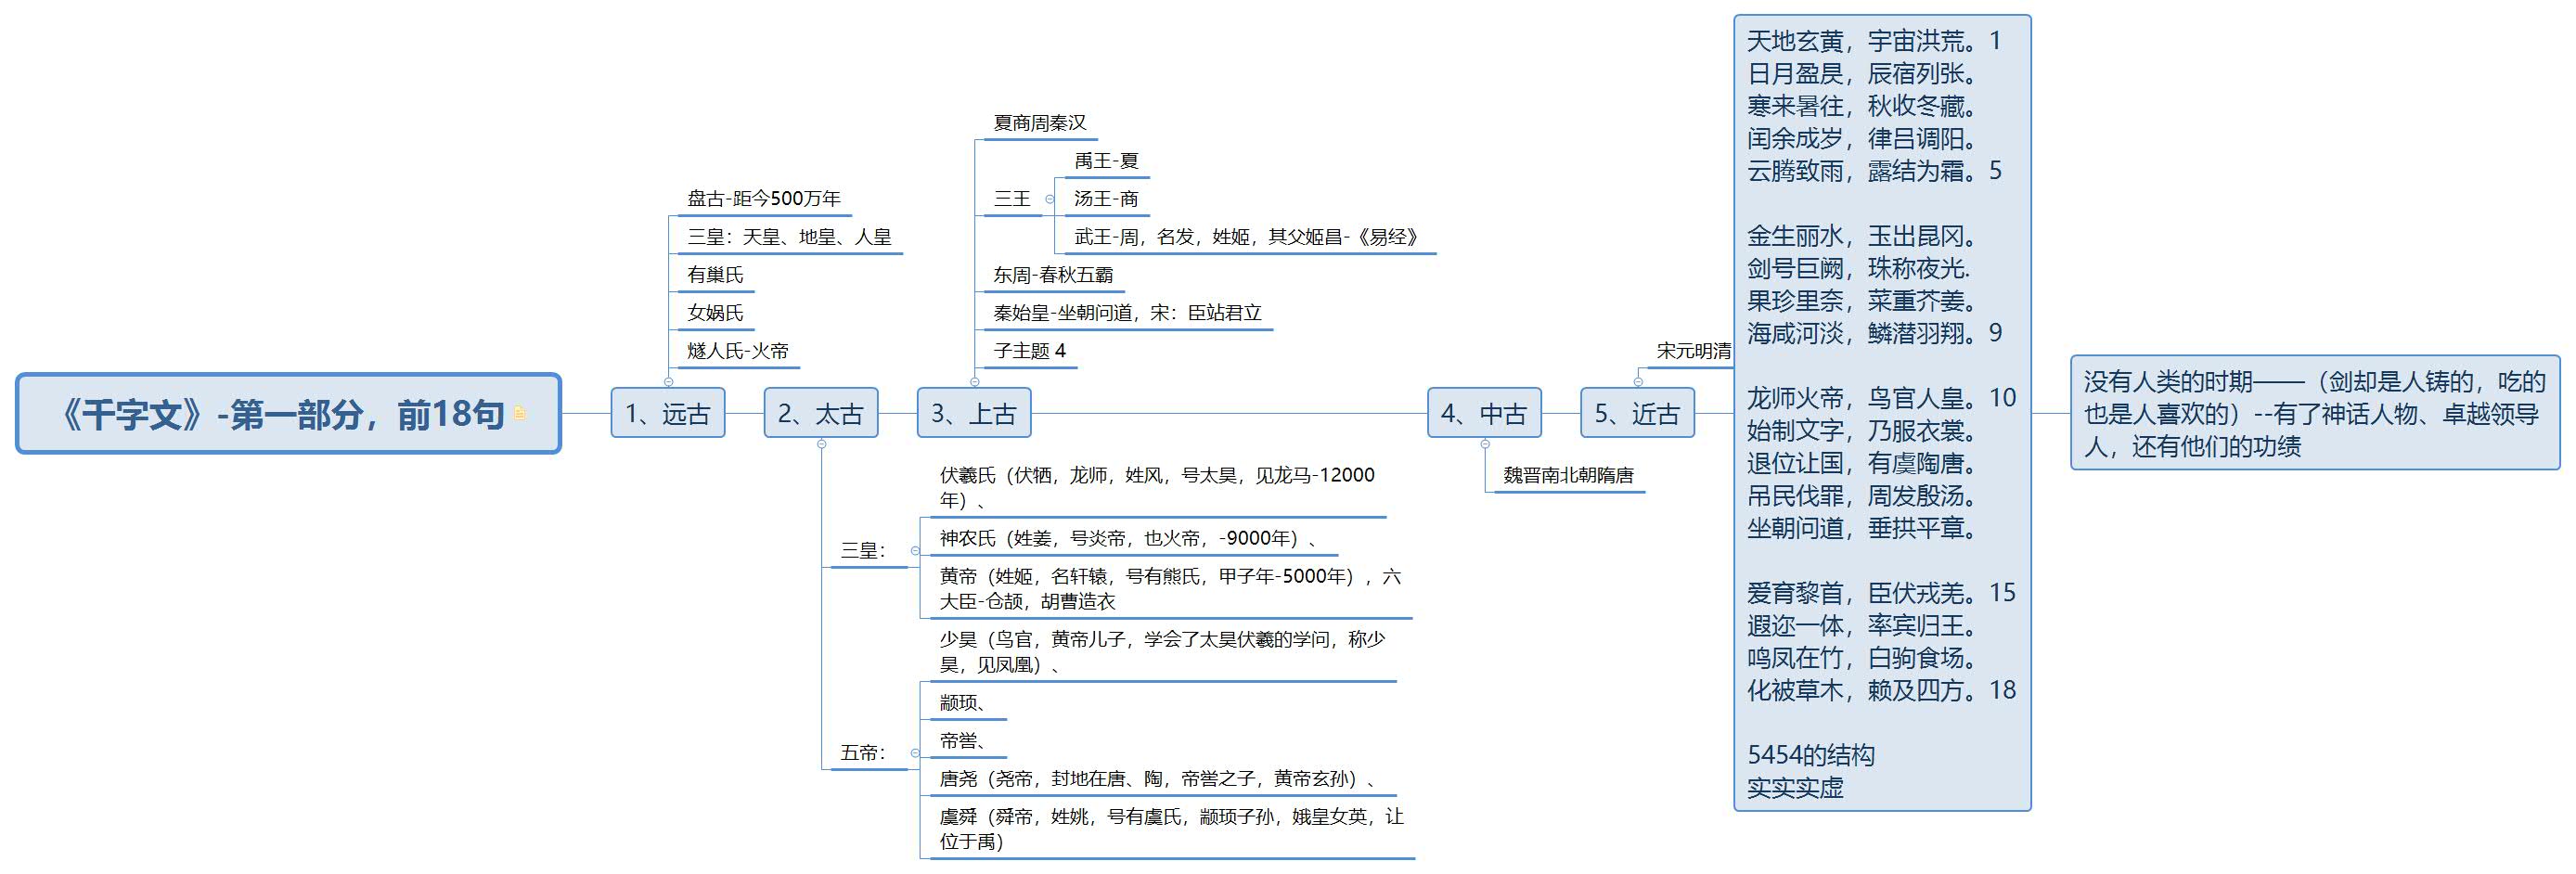 《千字文》-第一部分，前18句
1、远古
盘古-距今500万年
三皇：天皇、地皇、人皇
有巢氏
女娲氏
燧人氏-火帝
2、太古
三皇：
伏羲氏（伏牺，龙师，姓风，号太昊，见龙马-12000
年）、
神农氏（姓姜，号炎帝，也火帝，-9000年）、
黄帝（姓姬，名轩辕，号有熊氏，甲子年-5000年），六
大臣-仓颉，胡曹造衣
五帝：
少昊（鸟官，黄帝儿子，学会了太昊伏羲的学问，称少
昊，见凤凰）、
颛顼、
帝喾、
唐尧（尧帝，封地在唐、陶，帝喾之子，黄帝玄孙）、
虞舜（舜帝，姓姚，号有虞氏，颛顼子孙，娥皇女英，让
位于禹）
3、上古
夏商周秦汉
三王
禹王-夏
汤王-商
武王-周，名发，姓姬，其父姬昌-《易经》
东周-春秋五霸
秦始皇-坐朝问道，宋：臣站君立
子主题 4
4、中古
魏晋南北朝隋唐
5、近古
宋元明清
天地玄黄，宇宙洪荒。1
日月盈昃，辰宿列张。
寒来暑往，秋收冬藏。
闰余成岁，律吕调阳。
云腾致雨，露结为霜。5
金生丽水，玉出昆冈。
剑号巨阙，珠称夜光.
果珍里奈，菜重芥姜。
海咸河淡，鳞潜羽翔。9
龙师火帝，鸟官人皇。10
始制文字，乃服衣裳。
退位让国，有虞陶唐。
吊民伐罪，周发殷汤。
坐朝问道，垂拱平章。
爱育黎首，臣伏戎羌。15
遐迩一体，率宾归王。
鸣凤在竹，白驹食场。
化被草木，赖及四方。18
5454的结构
实实实虚
没有人类的时期——（剑却是人铸的，吃的
也是人喜欢的）--有了神话人物、卓越领导
人，还有他们的功绩